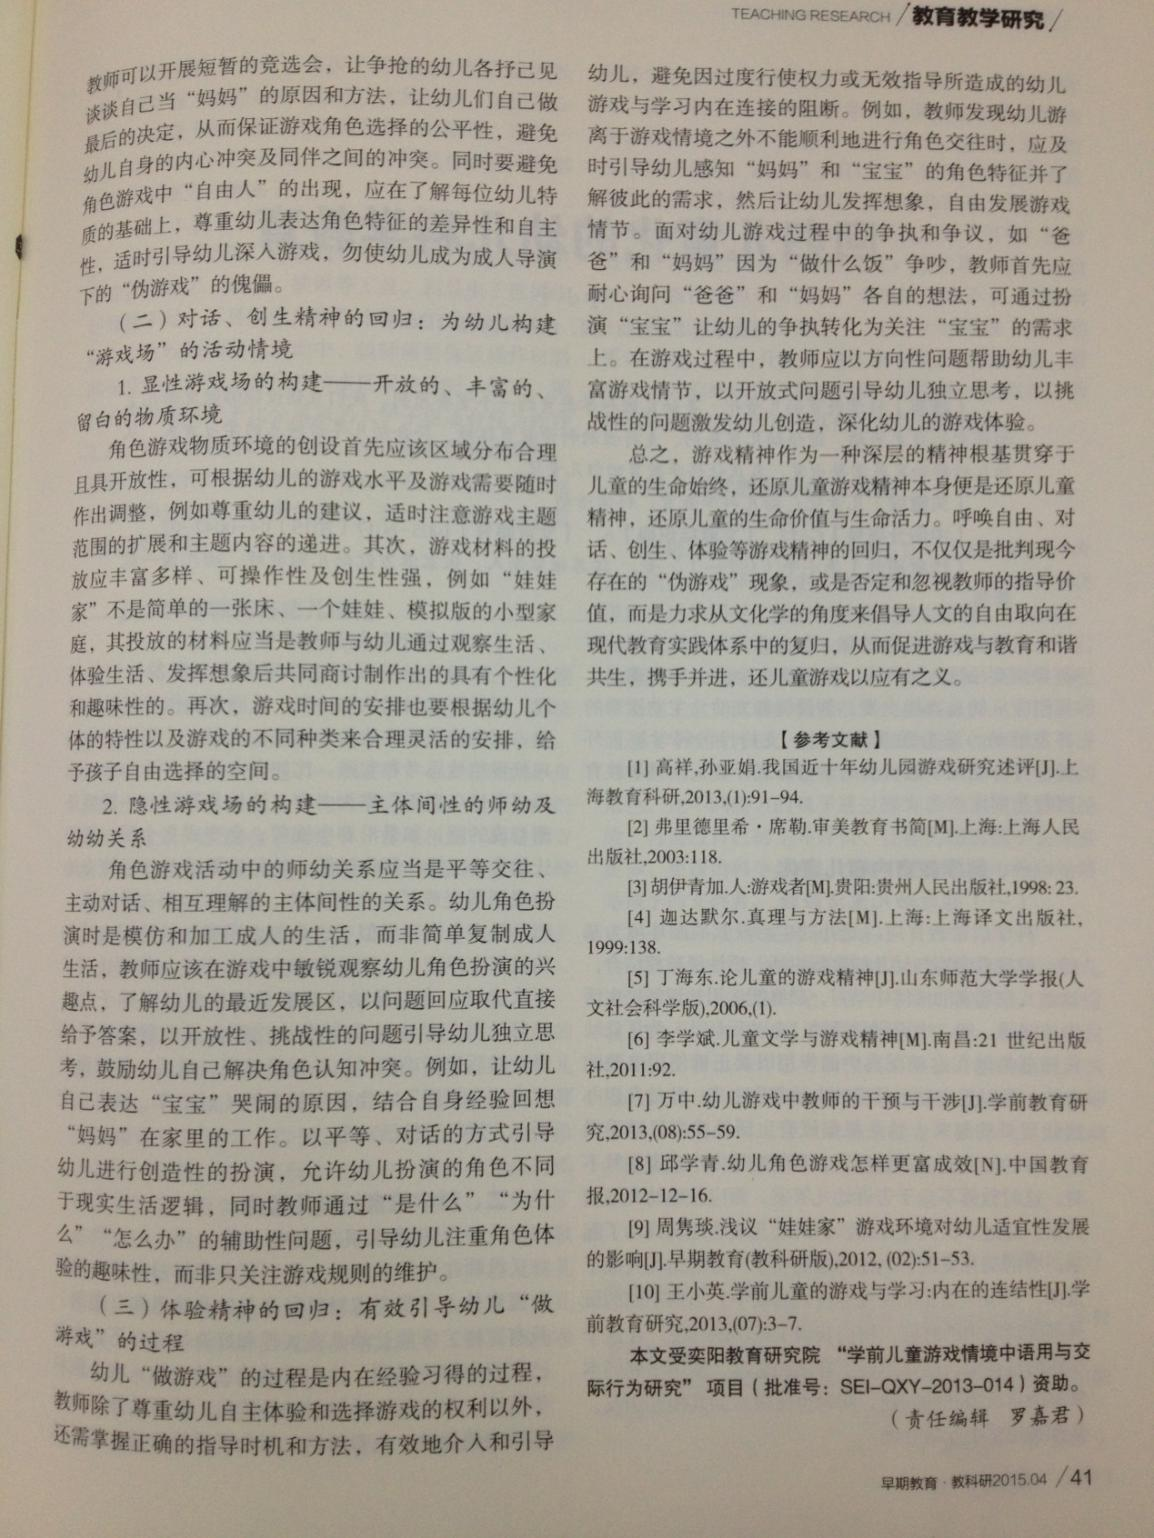 TEACHING RESEARCH / 教育教学研究 /
教师可以开展短暂的竞选会，让争抢的幼儿各抒己见
谈谈自己当“妈妈”的原因和方法，让幼儿们自己做
最后的决定，从而保证游戏角色选择的公平性，避免
幼儿自身的内心冲突及同伴之间的冲突。同时要避免
角色游戏中“自由人”的出现，应在了解每位幼儿特
质的基础上，尊重幼儿表达角色特征的差异性和自主
性，适时引导幼儿深入游戏，勿使幼儿成为成人导演
下的“伪游戏”的傀儡。
（二）对话、创生精神的回归：为幼儿构建
“游戏场”的活动情境
1. 显性游戏场的构建——开放的、丰富的、
留白的物质环境
角色游戏物质环境的创设首先应该区域分布合理
且具开放性，可根据幼儿的游戏水平及游戏需要随时
作出调整，例如尊重幼儿的建议，适时注意游戏主题
范围的扩展和主题内容的递进。其次，游戏材料的投
放应丰富多样、可操作性及创生性强，例如“娃娃
家”不是简单的一张床、一个娃娃、模拟版的小型家
庭，其投放的材料应当是教师与幼儿通过观察生活、
体验生活、发挥想象后共同商讨制作出的具有个性化
和趣味性的。再次，游戏时间的安排也要根据幼儿个
体的特性以及游戏的不同种类来合理灵活的安排，给
予孩子自由选择的空间。
2. 隐性游戏场的构建——主体间性的师幼及
幼幼关系
角色游戏活动中的师幼关系应当是平等交往、
主动对话、相互理解的主体间性的关系。幼儿角色扮
演时是模仿和加工成人的生活，而非简单复制成人
生活，教师应该在游戏中敏锐观察幼儿角色扮演的兴
趣点，了解幼儿的最近发展区，以问题回应取代直接
给予答案，以开放性、挑战性的问题引导幼儿独立思
考，鼓励幼儿自己解决角色认知冲突。例如，让幼儿
自己表达“宝宝”哭闹的原因，结合自身经验回想
“妈妈”在家里的工作。以平等、对话的方式引导
幼儿进行创造性的扮演，允许幼儿扮演的角色不同
于现实生活逻辑，同时教师通过“是什么”“为什
么”“怎么办”的辅助性问题，引导幼儿注重角色体
验的趣味性，而非只关注游戏规则的维护。
（三）体验精神的回归：有效引导幼儿“做
游戏”的过程
幼儿“做游戏”的过程是内在经验习得的过程，
教师除了尊重幼儿自主体验和选择游戏的权利以外，
还需掌握正确的指导时机和方法，有效地介入和引导
幼儿，避免因过度行使权力或无效指导所造成的幼儿
游戏与学习内在连接的阻断。例如，教师发现幼儿游
离于游戏情境之外不能顺利地进行角色交往时，应及
时引导幼儿感知“妈妈”和“宝宝”的角色特征并了
解彼此的需求，然后让幼儿发挥想象，自由发展游戏
情节。面对幼儿游戏过程中的争执和争议，如“爸
爸”和“妈妈”因为“做什么饭”争吵，教师首先应
耐心询问“爸爸”和“妈妈”各自的想法，可通过扮
演“宝宝”让幼儿的争执转化为关注“宝宝”的需求
上。在游戏过程中，教师应以方向性问题帮助幼儿丰
富游戏情节，以开放式问题引导幼儿独立思考，以挑
战性的问题激发幼儿创造，深化幼儿的游戏体验。
总之，游戏精神作为一种深层的精神根基贯穿于
儿童的生命始终，还原儿童游戏精神本身便是还原儿童
精神，还原儿童的生命价值与生命活力。呼唤自由、对
话、创生、体验等游戏精神的回归，不仅仅是批判现今
存在的“伪游戏”现象，或是否定和忽视教师的指导价
值，而是力求从文化学的角度来倡导人文的自由取向在
现代教育实践体系中的复归，从而促进游戏与教育和谐
共生，携手并进，还儿童游戏以应有之义。
【参考文献】
[1] 高祥,孙亚娟.我国近十年幼儿园游戏研究述评[J].上
海教育科研,2013,(1):91–94.
[2] 弗里德里希·席勒.审美教育书简[M].上海:上海人民
出版社,2003:118.
[3] 胡伊青加.人:游戏者[M].贵阳:贵州人民出版社,1998: 23.
[4] 迦达默尔.真理与方法[M].上海:上海译文出版社,
1999:138.
[5] 丁海东.论儿童的游戏精神[J].山东师范大学学报(人
文社会科学版),2006,(1).
[6] 李学斌.儿童文学与游戏精神[M].南昌:21 世纪出版
社,2011:92.
[7] 万中.幼儿游戏中教师的干预与干涉[J].学前教育研
究,2013,(08):55–59.
[8] 邱学青.幼儿角色游戏怎样更富成效[N].中国教育
报,2012–12–16.
[9] 周隽琰.浅议“娃娃家”游戏环境对幼儿适宜性发展
的影响[J].早期教育(教科研版),2012, (02):51–53.
[10] 王小英.学前儿童的游戏与学习:内在的连结性[J].学
前教育研究,2013,(07):3–7.
本文受奕阳教育研究院 “学前儿童游戏情境中语用与交
际行为研究” 项目（批准号：SEI–QXY–2013–014）资助。
（责任编辑 罗嘉君）
早期教育·教科研2015.04 / 41